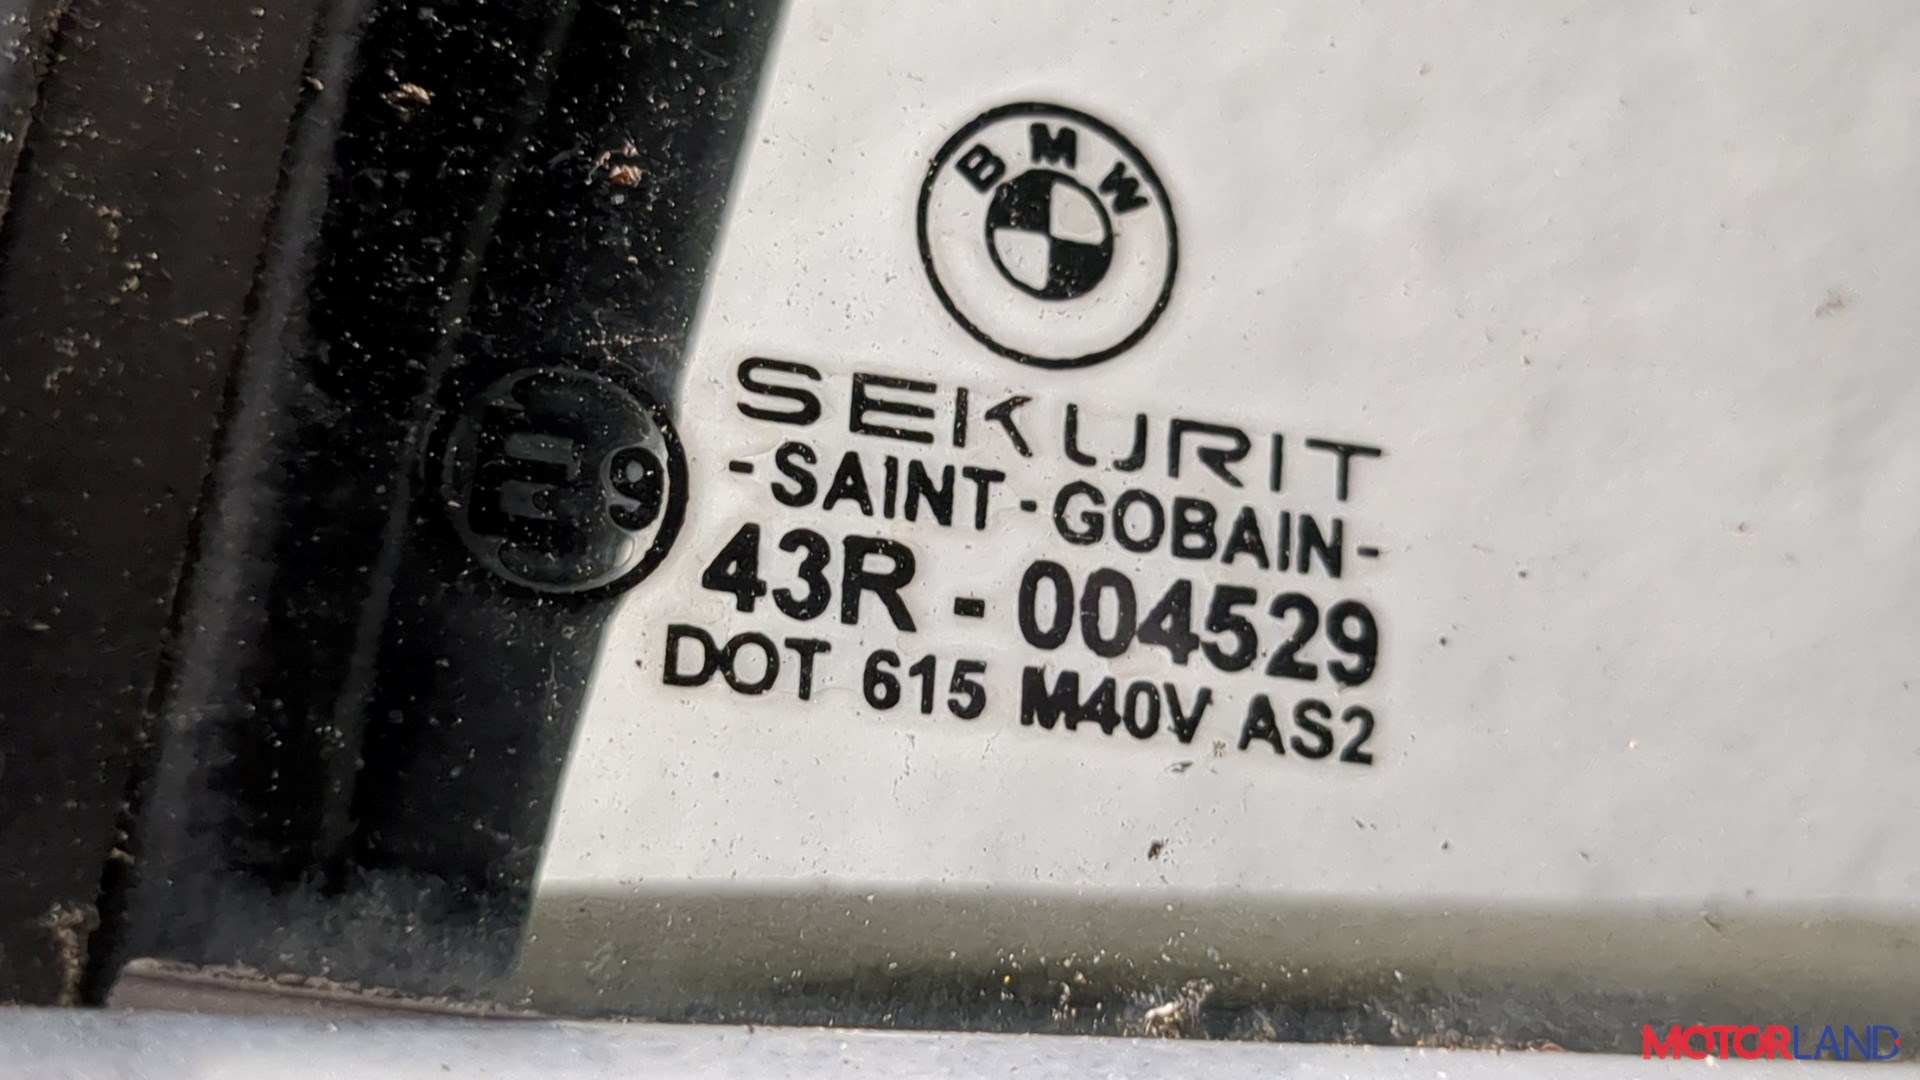 BMW
SEKURIT
-SAINT-GOBAIN-
E9
43R - 004529
DOT 615 M40V AS2
MOTORLAND